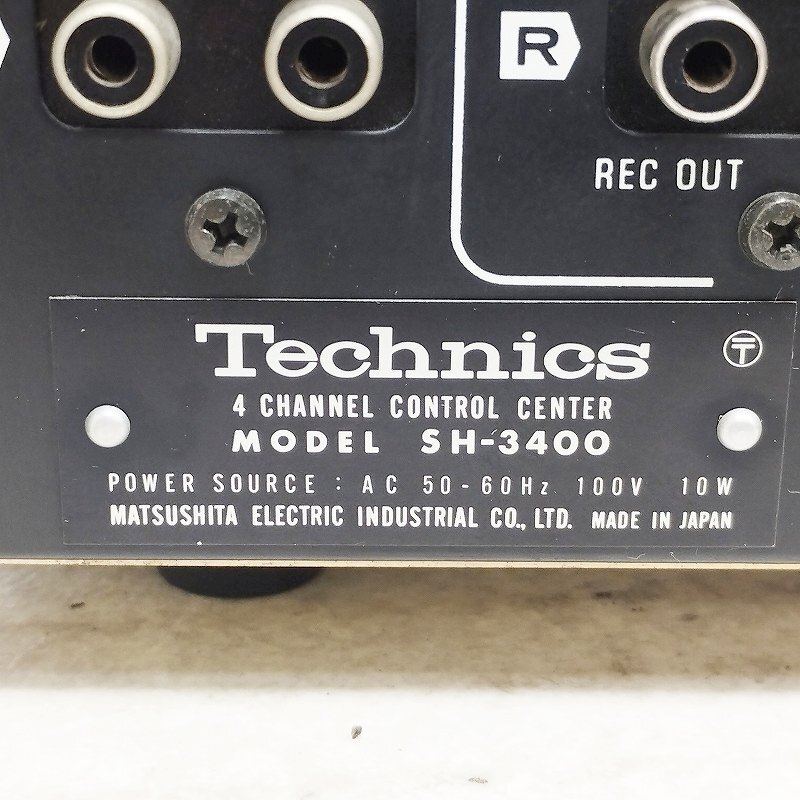 R
REC OUT
Technics
〒
4 CHANNEL CONTROL CENTER
MODEL SH-3400
POWER SOURCE : AC 50-60Hz 100V 10W
MATSUSHITA ELECTRIC INDUSTRIAL CO., LTD. MADE IN JAPAN